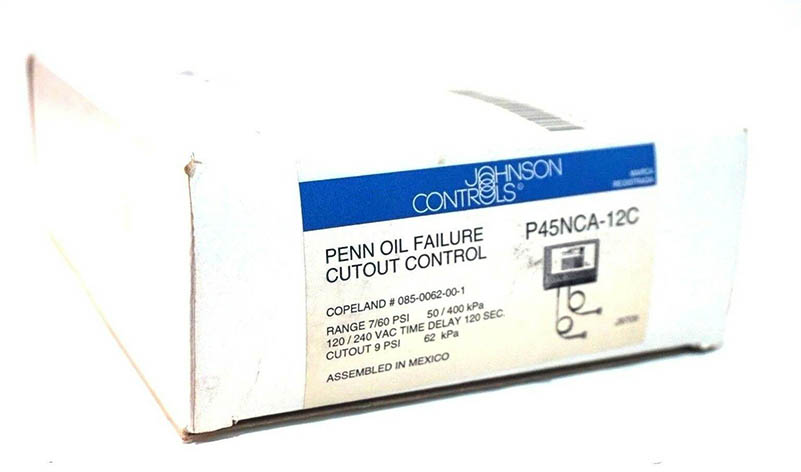 JOHNSON
CONTROLS
MARCA
REGISTRADA
PENN OIL FAILURE
CUTOUT CONTROL
P45NCA-12C
COPELAND # 085-0062-00-1
RANGE 7/60 PSI 50 / 400 kPa
120 / 240 VAC TIME DELAY 120 SEC.
CUTOUT 9 PSI 62 kPa
ASSEMBLED IN MEXICO